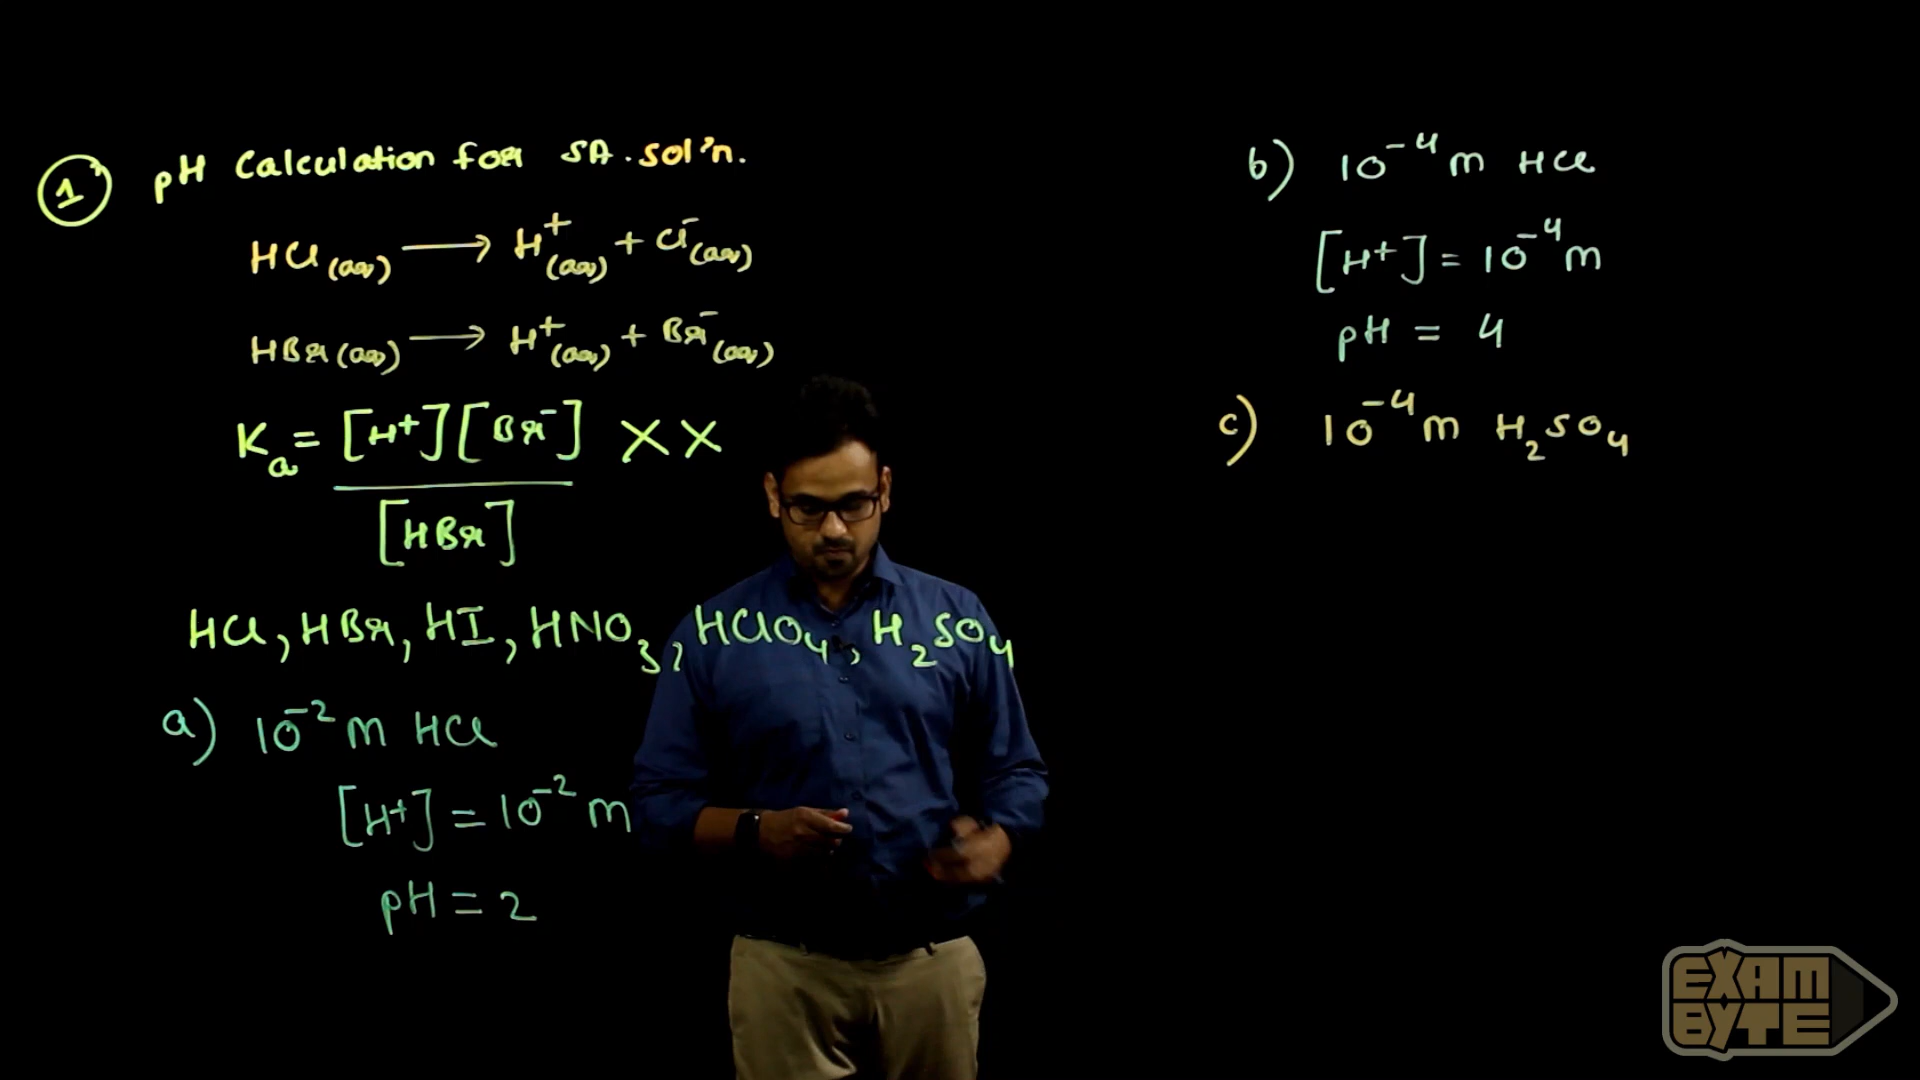 1 pH Calculation for SA. sol'n.
HCl(aq) ⟶ H⁺(aq) + Cl⁻(aq)
HBr(aq) ⟶ H⁺(aq) + Br⁻(aq)
Kₐ = [H⁺][Br⁻] X X
[HBr]
HCl, HBr, HI, HNO₃, HClO₄, H₂SO₄
a) 10⁻² m HCl
[H⁺] = 10⁻² m
pH = 2
b) 10⁻⁴ m HCl
[H⁺] = 10⁻⁴ m
pH = 4
c) 10⁻⁴ m H₂SO₄
EXAM
BYTE